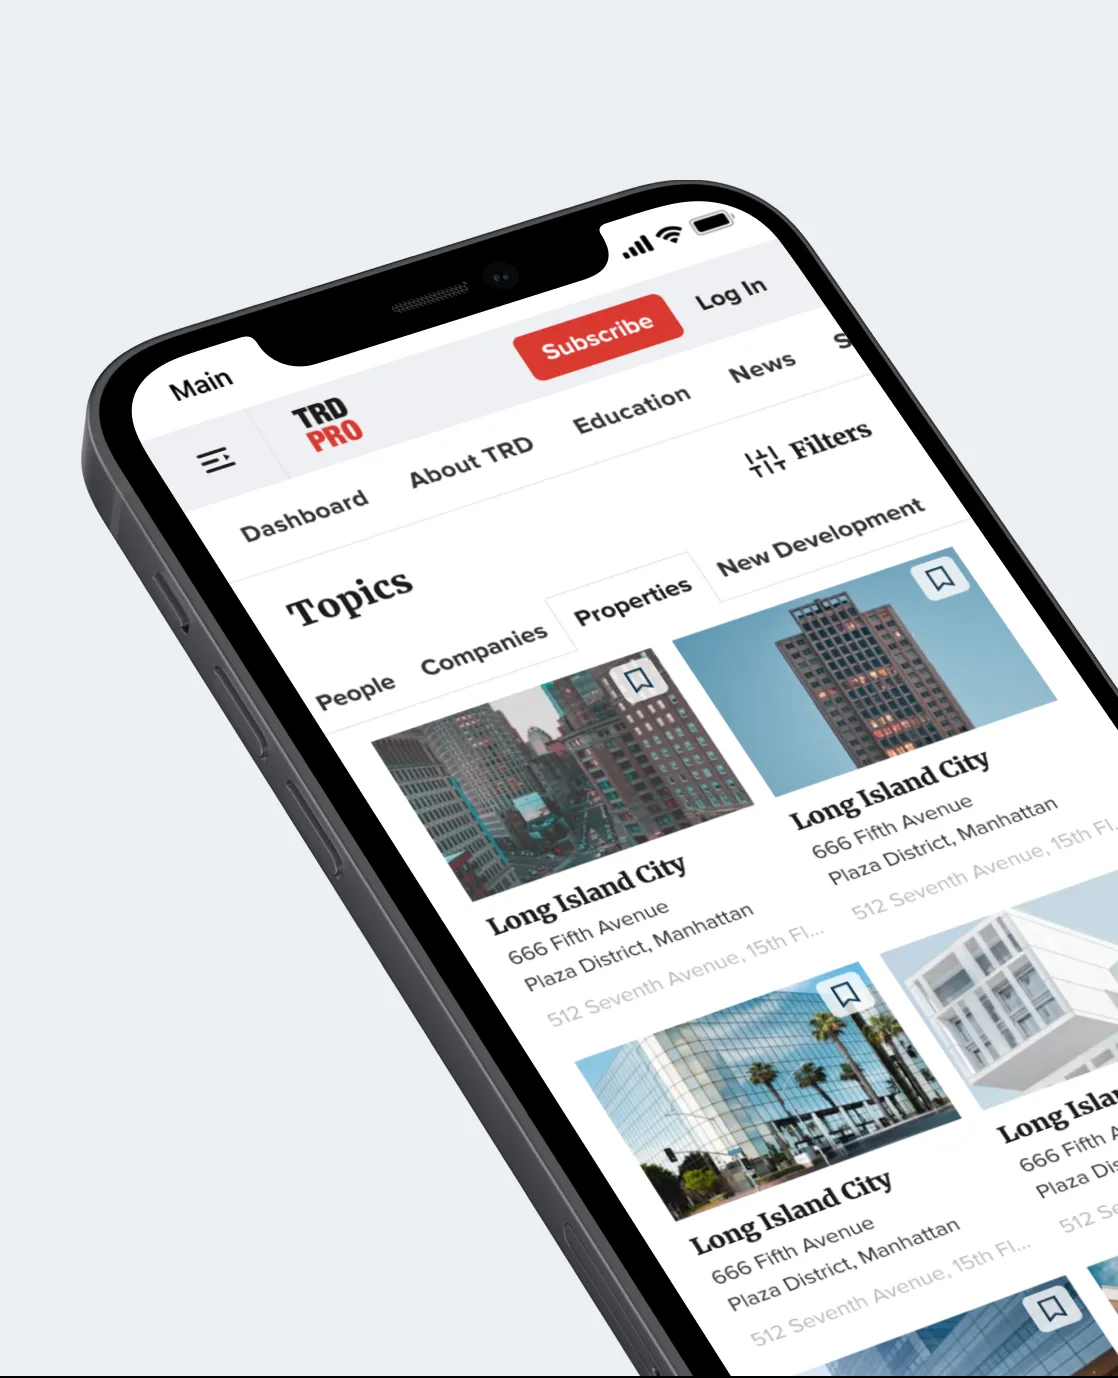 Main
TRD
PRO
Subscribe
Log In
Dashboard
About TRD
Education
News
S
Filters
Topics
People
Companies
Properties
New Development
Long Island City
666 Fifth Avenue
Plaza District, Manhattan
512 Seventh Avenue, 15th Fl...
Long Island City
666 Fifth Avenue
Plaza District, Manhattan
512 Seventh Avenue, 15th Fl...
Long Island City
666 Fifth Avenue
Plaza District, Manhattan
512 Seventh Avenue, 15th Fl...
Long Islan
666 Fifth A
Plaza Dis
512 Se